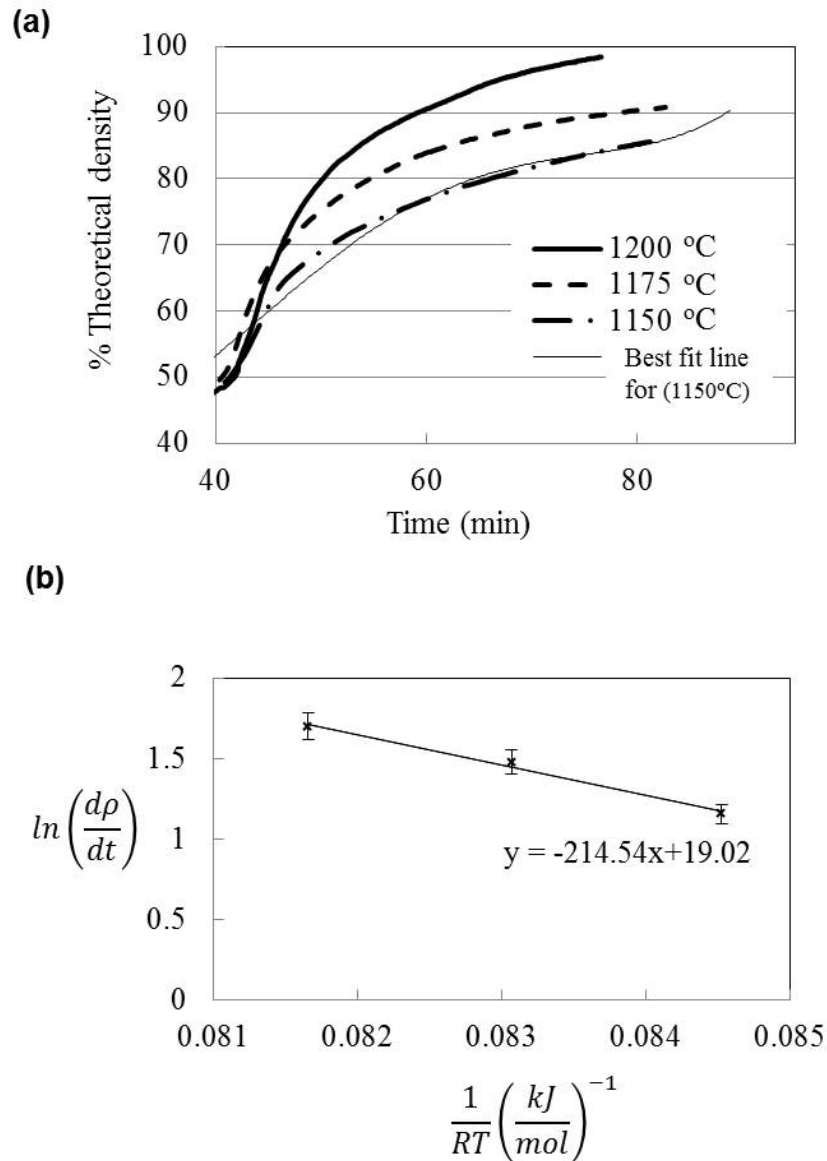 (a)
100
90
80
70
60
50
40
% Theoretical density
1200 °C
1175 °C
1150 °C
Best fit line
for (1150°C)
40 60 80
Time (min)
(b)
2
1.5
1
0.5
0
ln(dρ/dt)
y = -214.54x+19.02
0.081 0.082 0.083 0.084 0.085
1/RT (kJ/mol)⁻¹